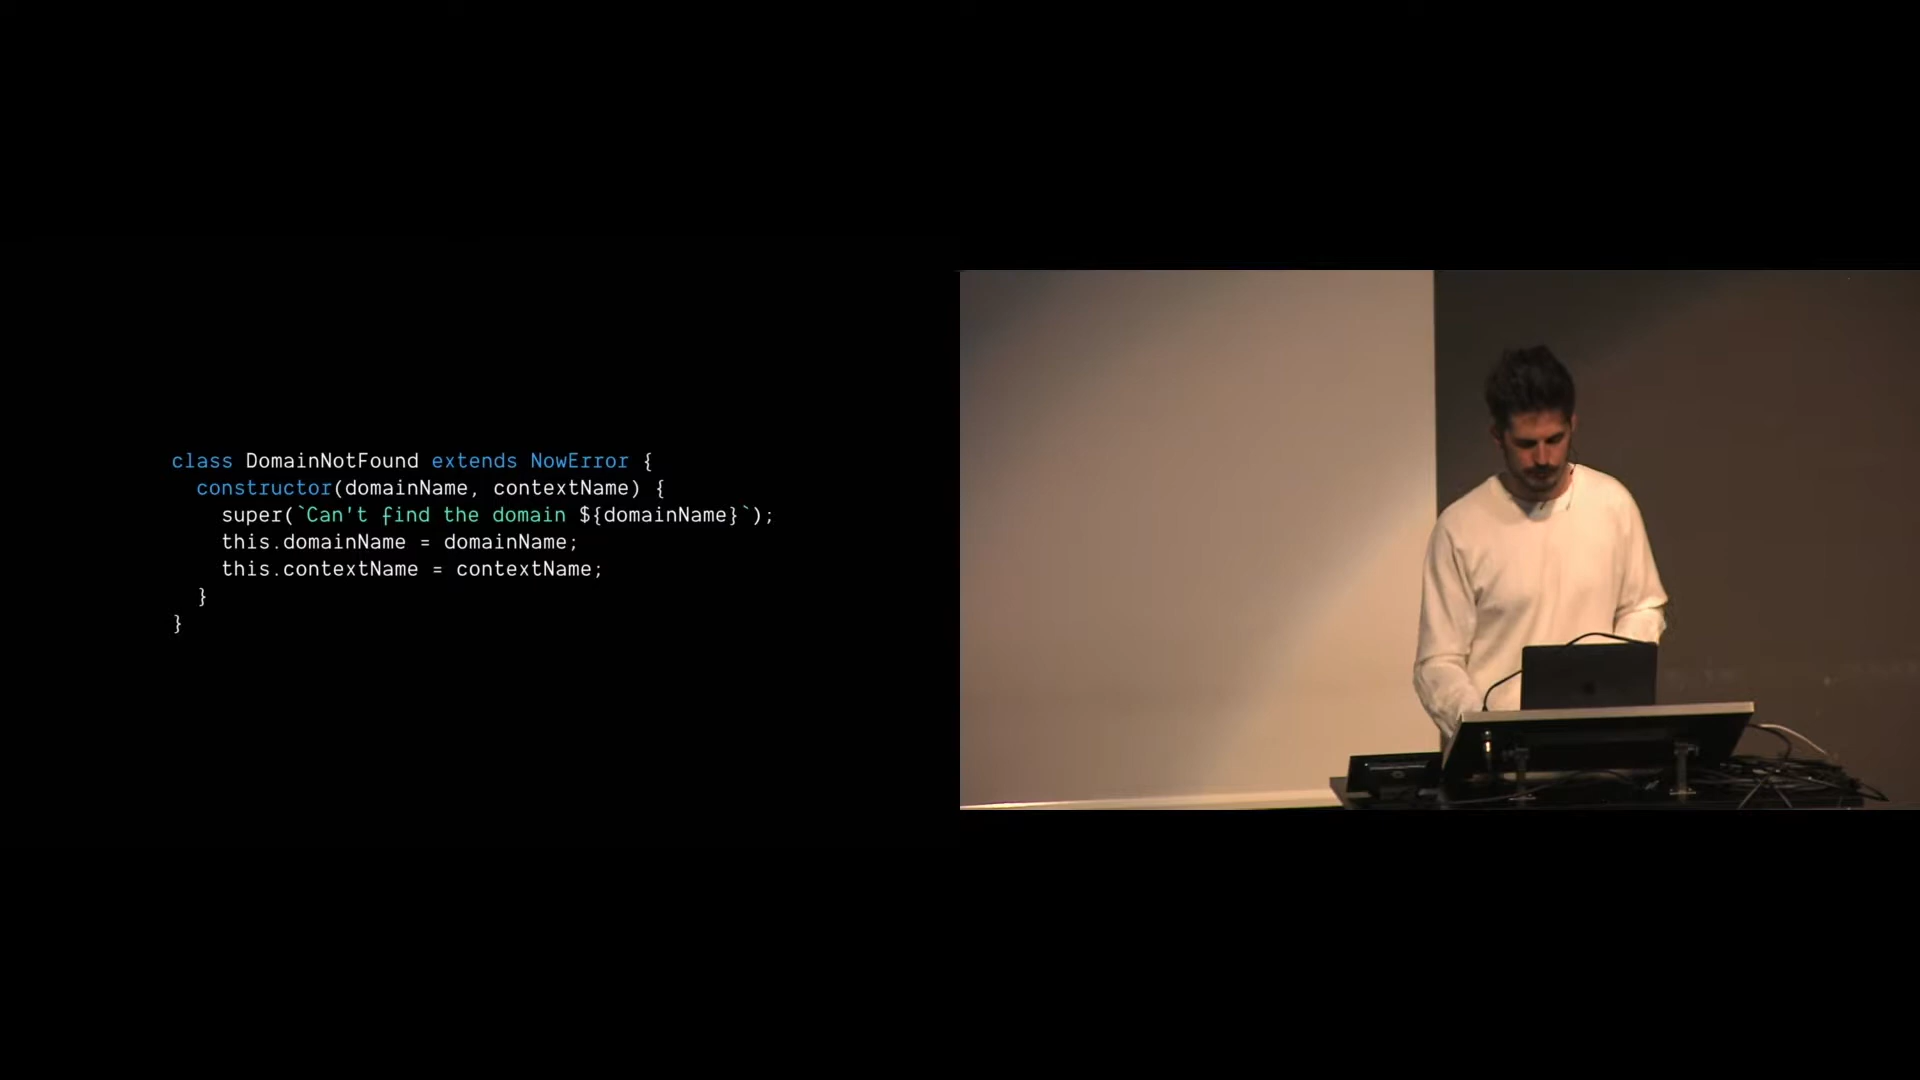 class DomainNotFound extends NowError {
constructor(domainName, contextName) {
super(`Can't find the domain ${domainName}`);
this.domainName = domainName;
this.contextName = contextName;
}
}